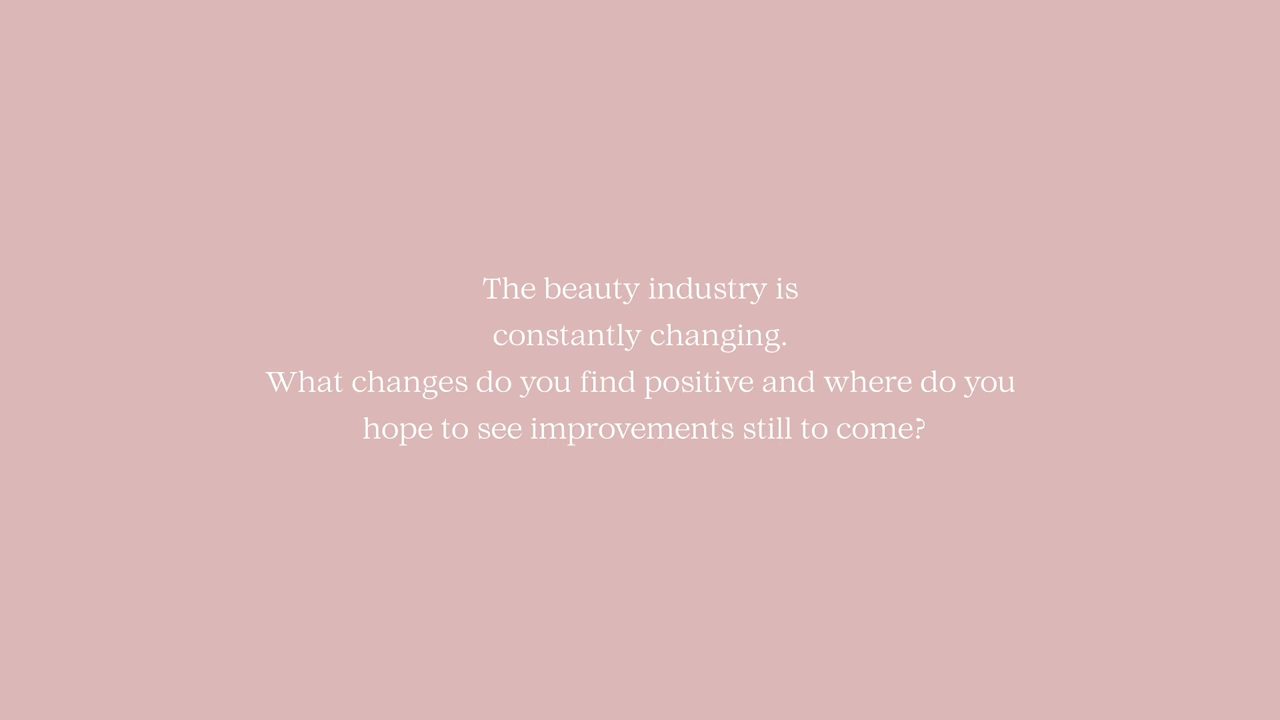 The beauty industry is
constantly changing.
What changes do you find positive and where do you
hope to see improvements still to come?